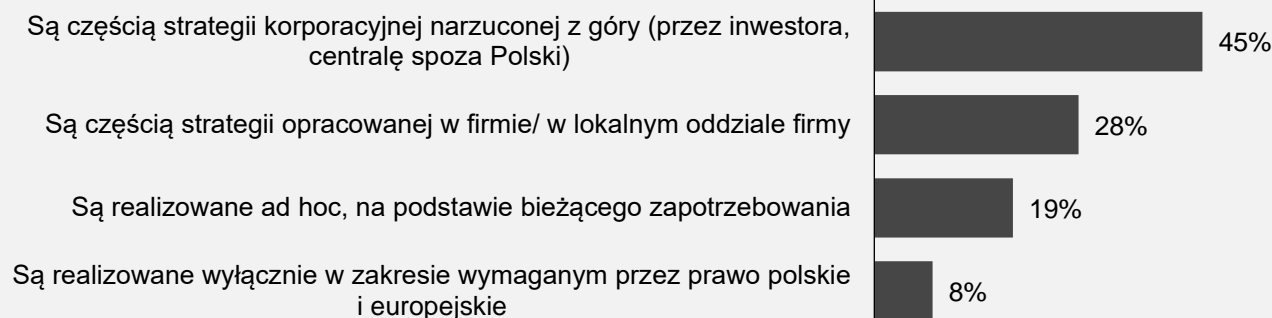 Są częścią strategii korporacyjnej narzuconej z góry (przez inwestora,
centralę spoza Polski)
45%
Są częścią strategii opracowanej w firmie/ w lokalnym oddziale firmy
28%
Są realizowane ad hoc, na podstawie bieżącego zapotrzebowania
19%
Są realizowane wyłącznie w zakresie wymaganym przez prawo polskie
i europejskie
8%